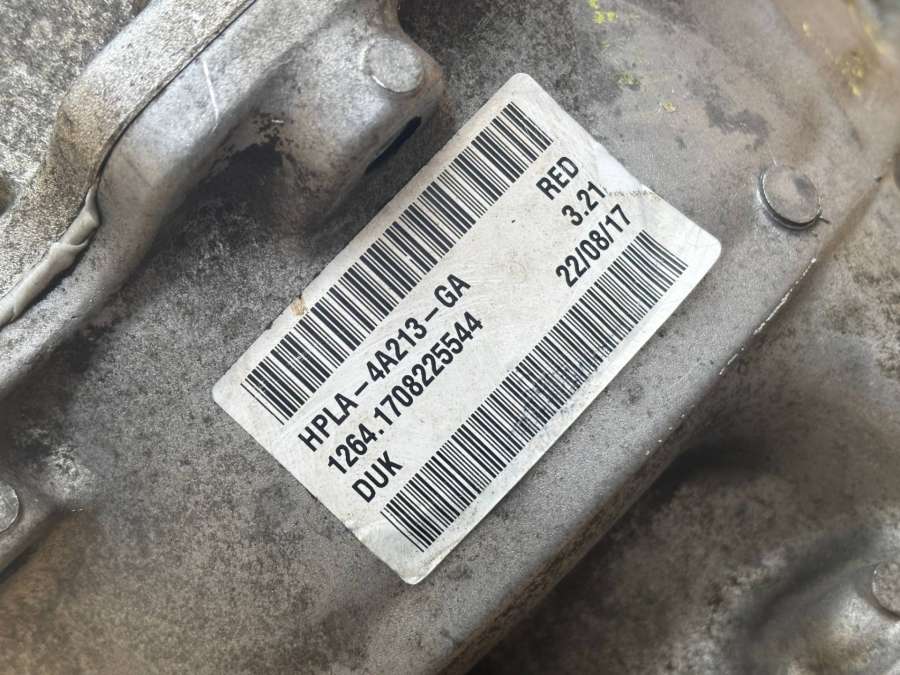 HPLA-4A213-GA
RED
1264.1708225544
3.21
DUK
22/08/17